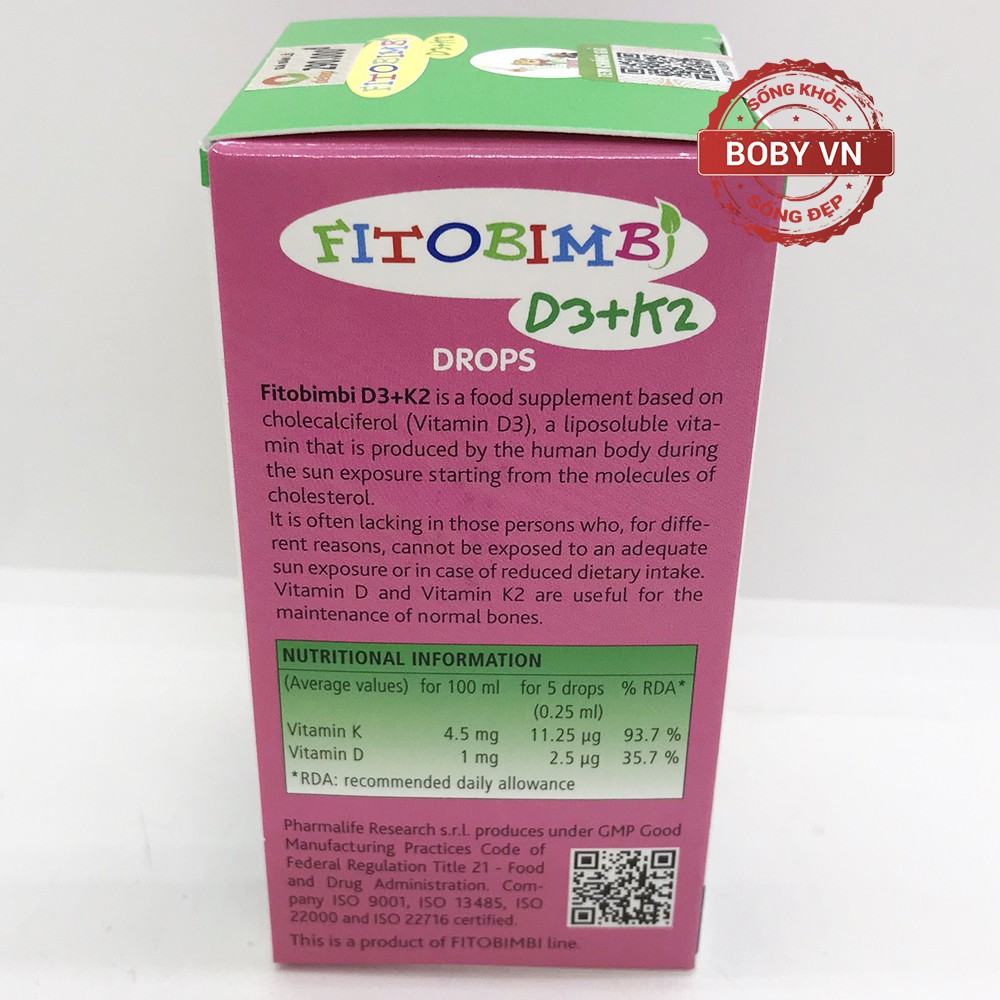 290.000đ
FITOBIMBI
D3+K2
SỐNG KHỎE
BOBY VN
SỐNG ĐẸP
FITOBIMBi
D3+K2
DROPS
Fitobimbi D3+K2 is a food supplement based on
cholecalciferol (Vitamin D3), a liposoluble vita-
min that is produced by the human body during
the sun exposure starting from the molecules of
cholesterol.
It is often lacking in those persons who, for diffe-
rent reasons, cannot be exposed to an adequate
sun exposure or in case of reduced dietary intake.
Vitamin D and Vitamin K2 are useful for the
maintenance of normal bones.
NUTRITIONAL INFORMATION
(Average values) for 100 ml for 5 drops % RDA*
(0.25 ml)
Vitamin K 4.5 mg 11.25 µg 93.7 %
Vitamin D 1 mg 2.5 µg 35.7 %
*RDA: recommended daily allowance
Pharmalife Research s.r.l. produces under GMP Good
Manufacturing Practices Code of
Federal Regulation Title 21 - Food
and Drug Administration. Com-
pany ISO 9001, ISO 13485, ISO
22000 and ISO 22716 certified.
This is a product of FITOBIMBI line.